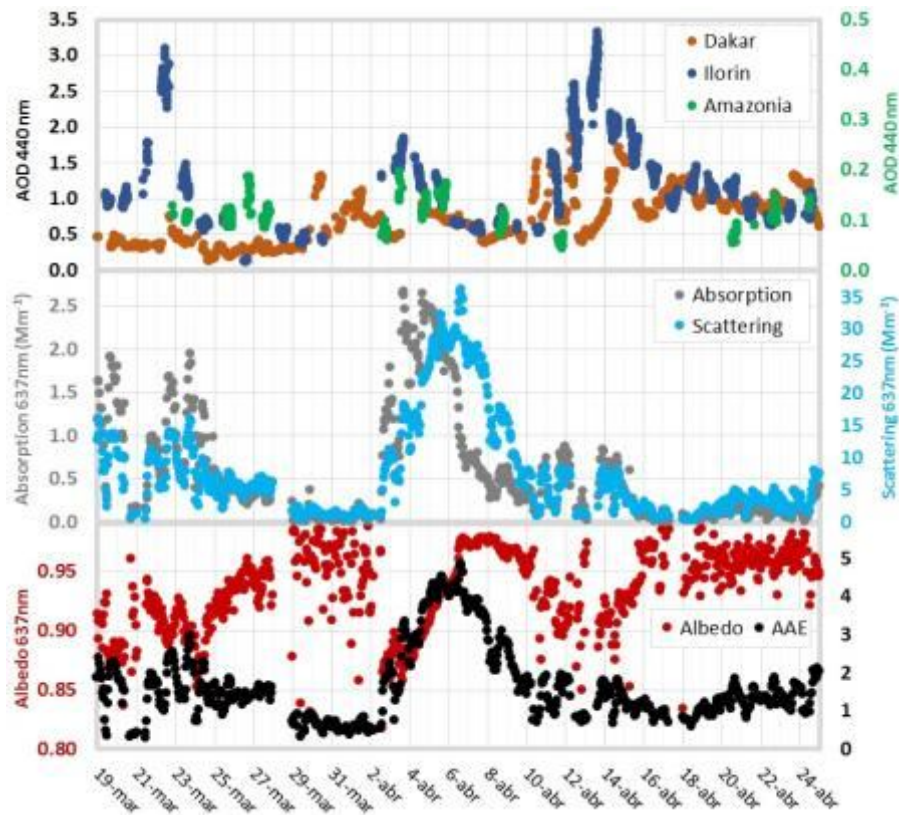 3.5
3.0
2.5
2.0
1.5
1.0
0.5
0.0
AOD 440nm
0.5
0.4
0.3
0.2
0.1
0.0
AOD 440nm
Dakar
Ilorin
Amazonia
2.5
2.0
1.5
1.0
0.5
0.0
Absorption 637nm (Mm⁻¹)
35
30
25
20
15
10
5
0
Scattering 637nm (Mm⁻¹)
Absorption
Scattering
0.95
0.90
0.85
0.80
Albedo 637nm
5
4
3
2
1
0
Albedo
AAE
19-mar
21-mar
23-mar
25-mar
27-mar
29-mar
31-mar
2-abr
4-abr
6-abr
8-abr
10-abr
12-abr
14-abr
16-abr
18-abr
20-abr
22-abr
24-abr